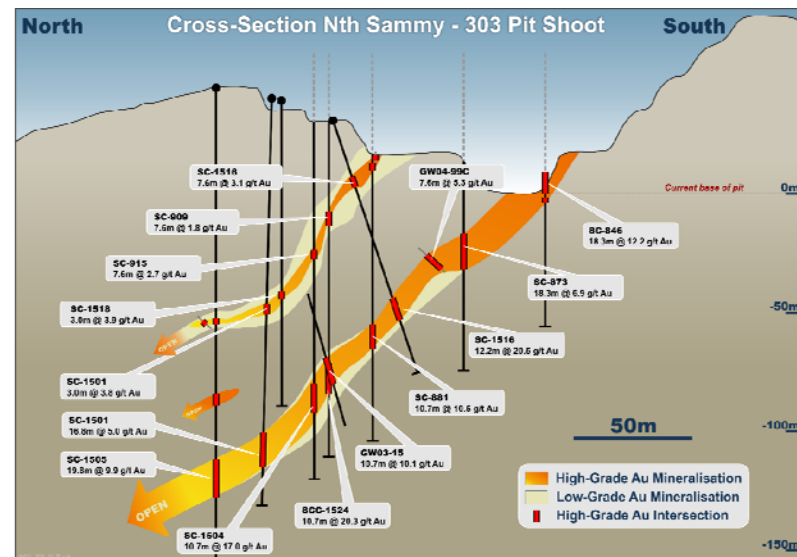 North
Cross-Section Nth Sammy - 303 Pit Shoot
South
SC-1516
7.6m @ 3.1 g/t Au
GW04-99C
7.6m @ 5.3 g/t Au
0m
Current base of pit
SC-909
7.6m @ 1.8 g/t Au
SC-846
18.3m @ 12.2 g/t Au
SC-915
7.6m @ 2.7 g/t Au
SC-873
18.3m @ 6.9 g/t Au
SC-1518
3.0m @ 3.9 g/t Au
-50m
SC-1516
12.2m @ 20.6 g/t Au
OPEN
SC-1501
3.0m @ 3.8 g/t Au
SC-881
10.7m @ 10.6 g/t Au
OPEN
SC-1501
16.8m @ 5.0 g/t Au
50m
-100m
SC-1505
19.8m @ 9.9 g/t Au
GW03-15
10.7m @ 10.1 g/t Au
High-Grade Au Mineralisation
Low-Grade Au Mineralisation
High-Grade Au Intersection
OPEN
SCC-1524
10.7m @ 20.3 g/t Au
SC-1504
10.7m @ 17.0 g/t Au
-150m